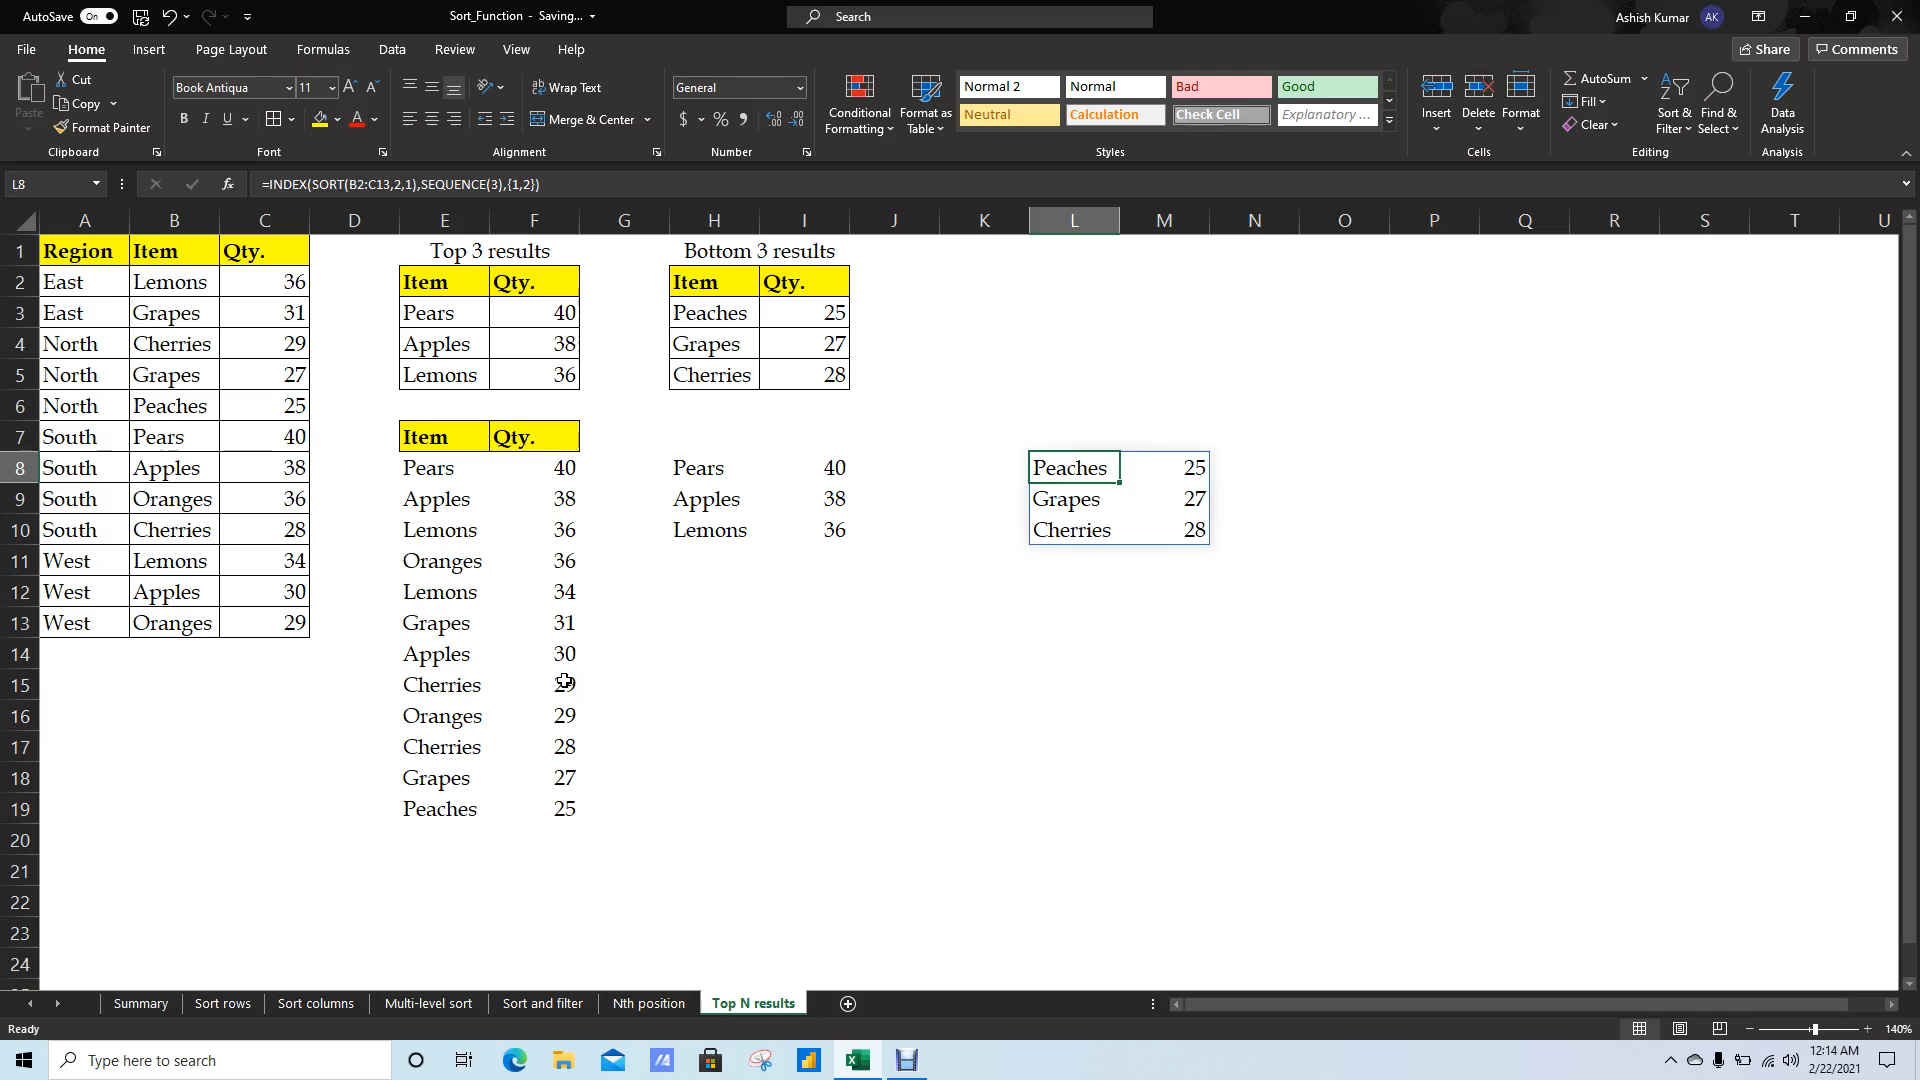 AutoSave On Sort_Function - Saving... Search Ashish Kumar AK
File Home Insert Page Layout Formulas Data Review View Help Share Comments
Paste Cut Copy Format Painter Clipboard
Book Antiqua 11 A A B I U A Font
Wrap Text Merge & Center Alignment
General $ % Number
Conditional Formatting Format as Table
Normal 2 Normal Bad Good
Neutral Calculation Check Cell Explanatory ...
Styles
Insert Delete Format Cells
AutoSum Fill Clear Sort & Filter Find & Select Editing
Data Analysis Analysis
L8 fx =INDEX(SORT(B2:C13,2,1),SEQUENCE(3),{1,2})
A B C D E F G H I J K L M N O P Q R S T U
1 Region Item Qty. Top 3 results Bottom 3 results
2 East Lemons 36 Item Qty. Item Qty.
3 East Grapes 31 Pears 40 Peaches 25
4 North Cherries 29 Apples 38 Grapes 27
5 North Grapes 27 Lemons 36 Cherries 28
6 North Peaches 25
7 South Pears 40 Item Qty.
8 South Apples 38 Pears 40 Pears 40 Peaches 25
9 South Oranges 36 Apples 38 Apples 38 Grapes 27
10 South Cherries 28 Lemons 36 Lemons 36 Cherries 28
11 West Lemons 34 Oranges 36
12 West Apples 30 Lemons 34
13 West Oranges 29 Grapes 31
14 Apples 30
15 Cherries 29
16 Oranges 29
17 Cherries 28
18 Grapes 27
19 Peaches 25
20
21
22
23
24
Summary Sort rows Sort columns Multi-level sort Sort and filter Nth position Top N results
Ready 140%
Type here to search 12:14 AM
2/22/2021